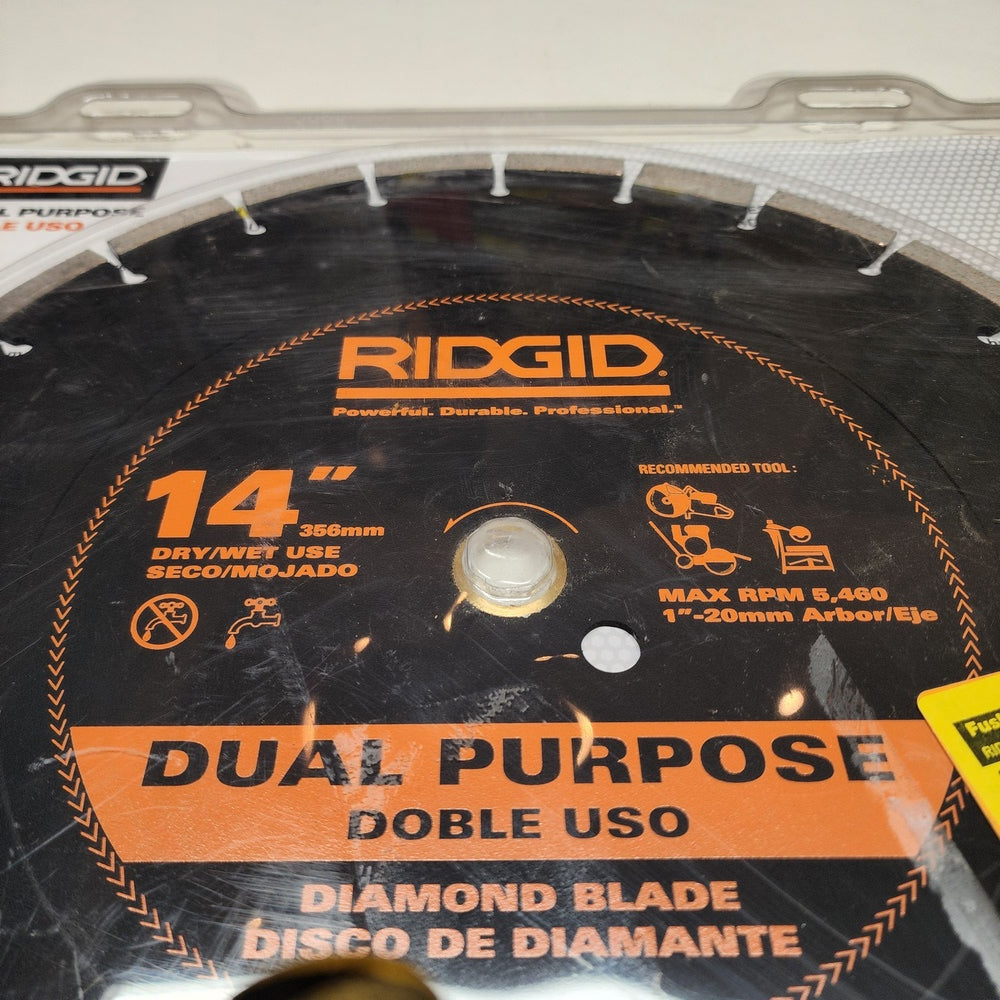 RIDGID
L PURPOSE
E USO
RIDGID®
Powerful. Durable. Professional.™
14"
356mm
DRY/WET USE
SECO/MOJADO
RECOMMENDED TOOL:
MAX RPM 5,460
1"-20mm Arbor/Eje
DUAL PURPOSE
DOBLE USO
DIAMOND BLADE
DISCO DE DIAMANTE